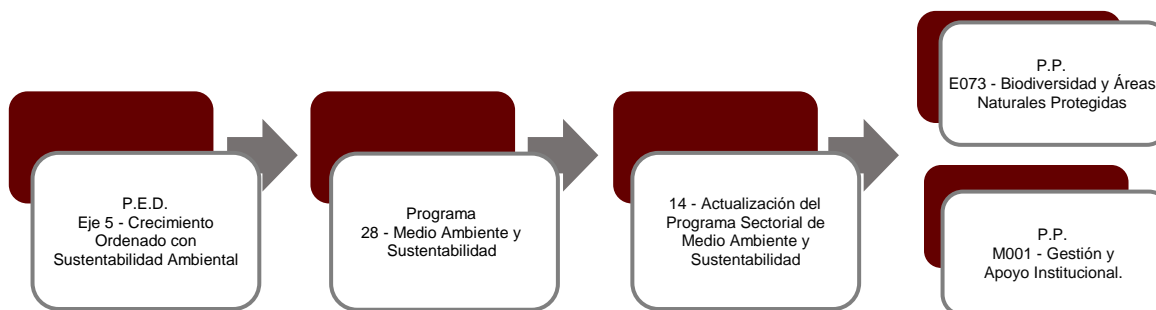 P.E.D.
Eje 5 - Crecimiento
Ordenado con
Sustentabilidad Ambiental
Programa
28 - Medio Ambiente y
Sustentabilidad
14 - Actualización del
Programa Sectorial de
Medio Ambiente y
Sustentabilidad
P.P.
E073 - Biodiversidad y Áreas
Naturales Protegidas
P.P.
M001 - Gestión y
Apoyo Institucional.